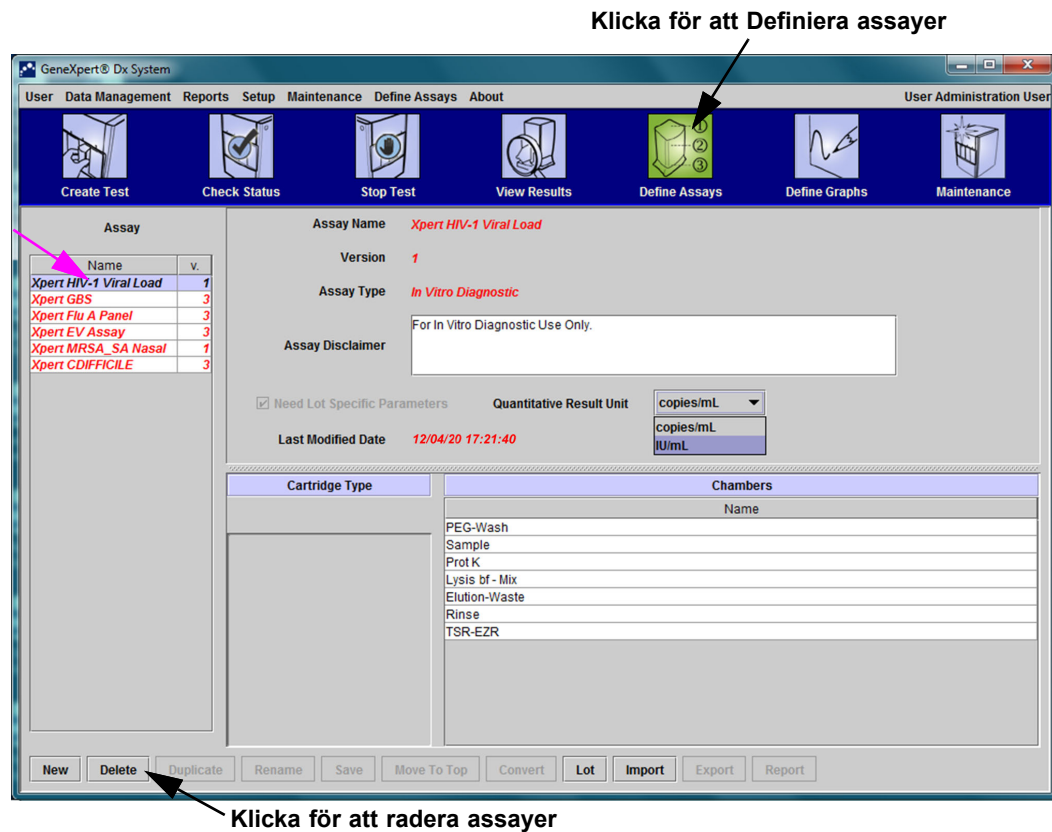 Klicka för att Definiera assayer
GeneXpert® Dx System
User Data Management Reports Setup Maintenance Define Assays About User Administration User
Create Test Check Status Stop Test View Results Define Assays Define Graphs Maintenance
Assay
Name v.
Xpert HIV-1 Viral Load 1
Xpert GBS 3
Xpert Flu A Panel 3
Xpert EV Assay 3
Xpert MRSA_SA Nasal 1
Xpert CDIFFICILE 3
Assay Name Xpert HIV-1 Viral Load
Version 1
Assay Type In Vitro Diagnostic
Assay Disclaimer For In Vitro Diagnostic Use Only.
Need Lot Specific Parameters Quantitative Result Unit copies/mL
copies/mL
IU/mL
Last Modified Date 12/04/20 17:21:40
Cartridge Type
Chambers
Name
PEG-Wash
Sample
Prot K
Lysis bf - Mix
Elution-Waste
Rinse
TSR-EZR
New Delete Duplicate Rename Save Move To Top Convert Lot Import Export Report
Klicka för att radera assayer